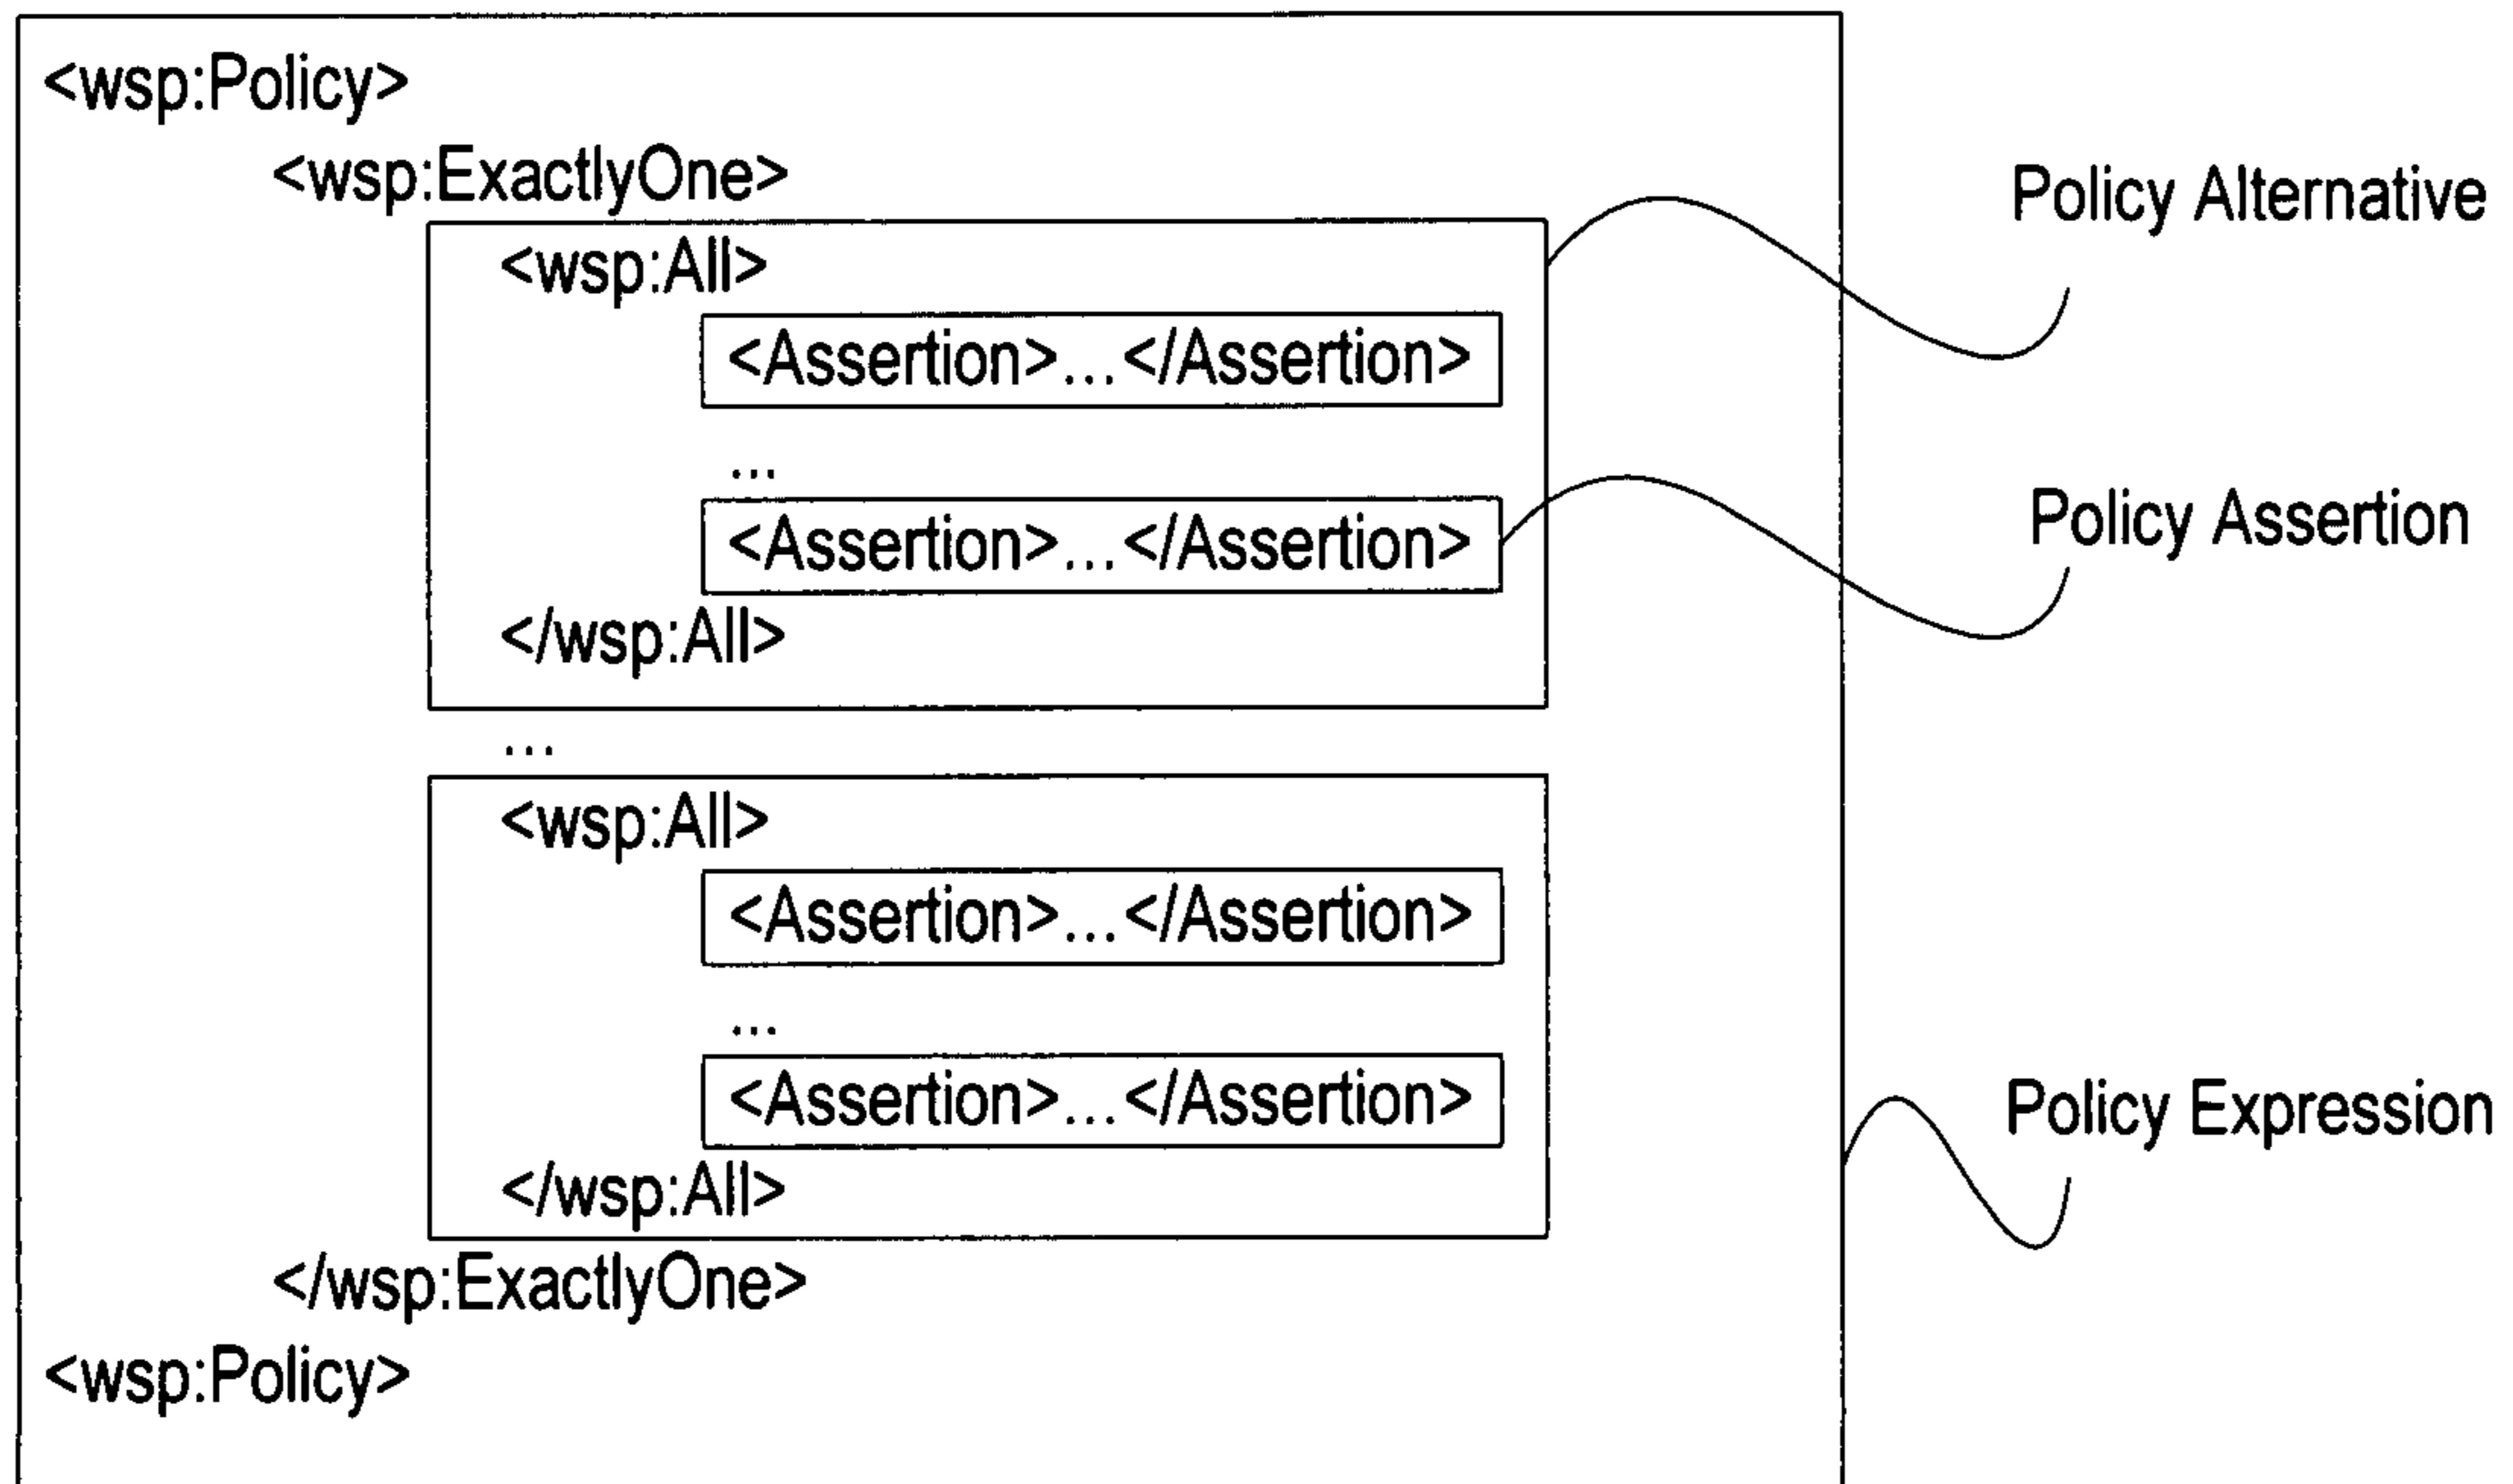 <wsp:Policy>
<wsp:ExactlyOne>
<wsp:All>
<Assertion>...</Assertion>
...
<Assertion>...</Assertion>
</wsp:All>
...
<wsp:All>
<Assertion>...</Assertion>
...
<Assertion>...</Assertion>
</wsp:All>
</wsp:ExactlyOne>
<wsp:Policy>
Policy Alternative
Policy Assertion
Policy Expression